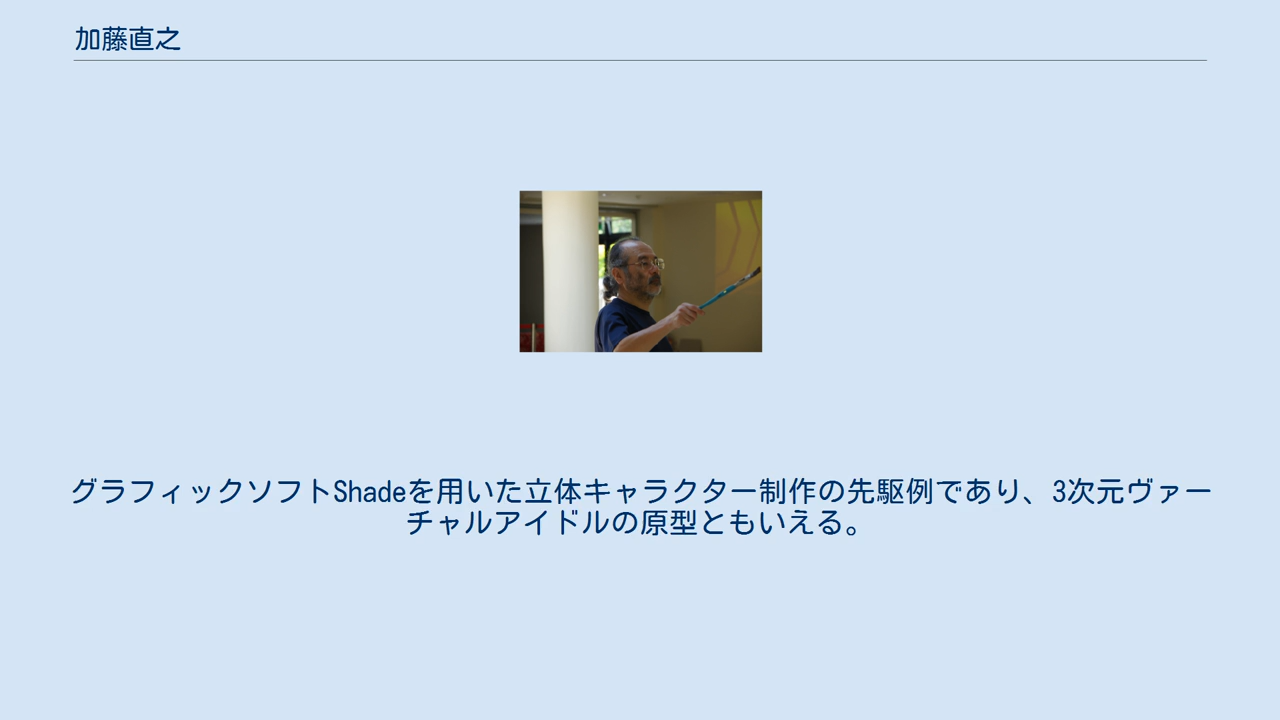 加藤直之
グラフィックソフトShadeを用いた立体キャラクター制作の先駆例であり、3次元ヴァー
チャルアイドルの原型ともいえる。